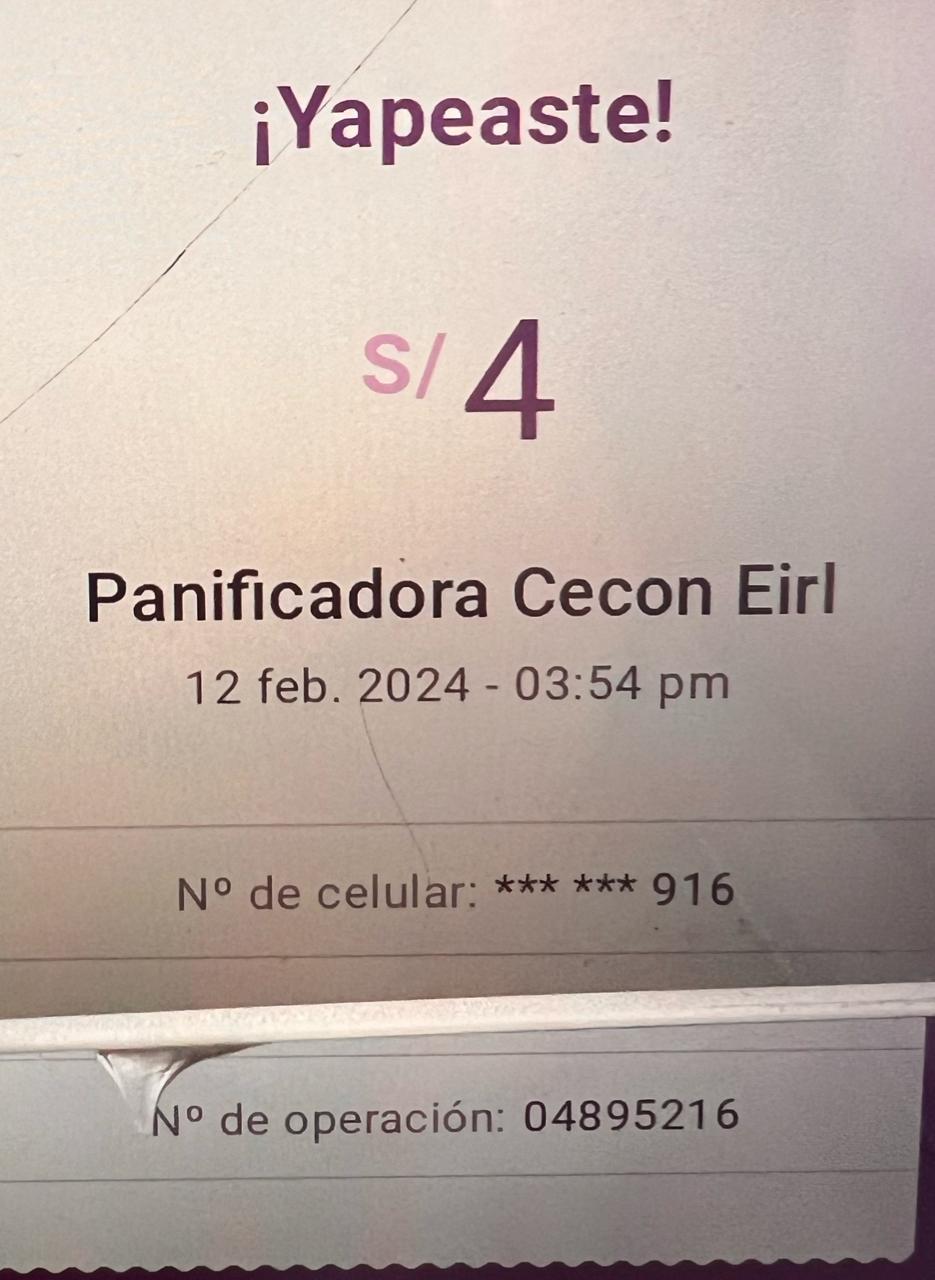 ¡Yapeaste!
S/ 4
Panificadora Cecon Eirl
12 feb. 2024 - 03:54 pm
Nº de celular: *** *** 916
Nº de operación: 04895216